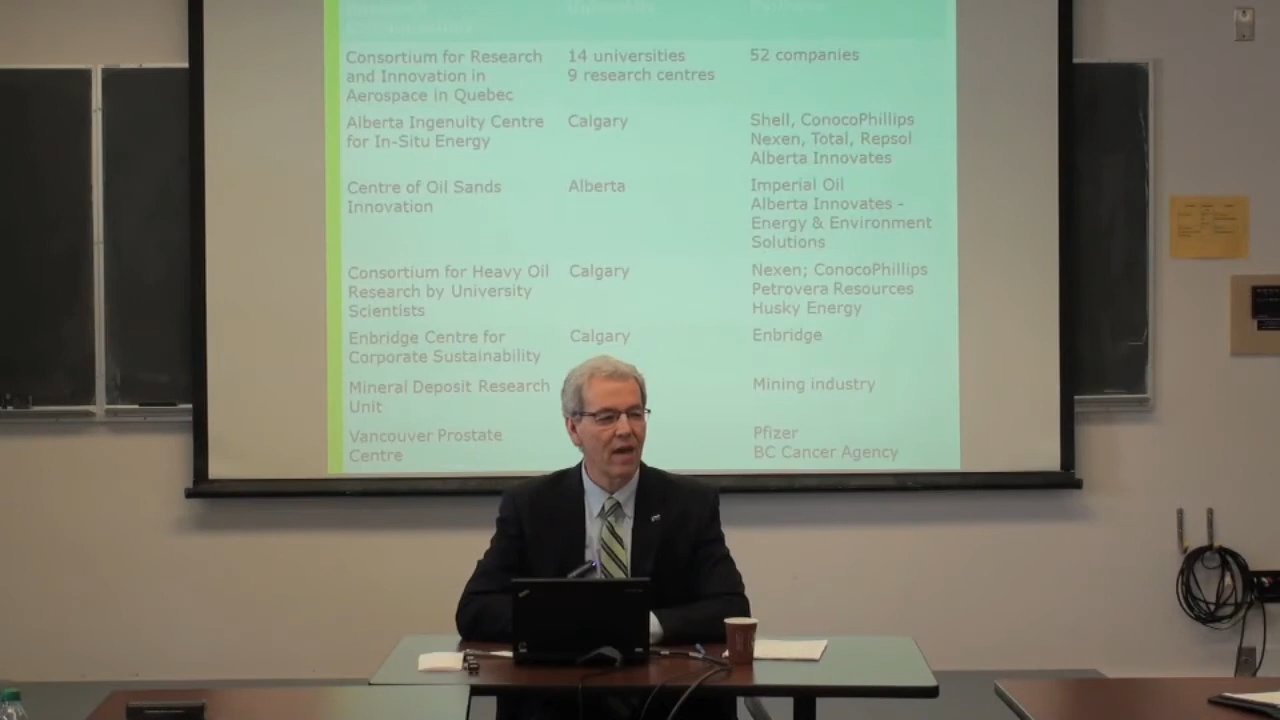 Consortium for Research 14 universities 52 companies
and Innovation in 9 research centres
Aerospace in Quebec
Alberta Ingenuity Centre Calgary Shell, ConocoPhillips
for In-Situ Energy Nexen, Total, Repsol
Alberta Innovates
Centre of Oil Sands Alberta Imperial Oil
Innovation Alberta Innovates -
Energy & Environment
Solutions
Consortium for Heavy Oil Calgary Nexen; ConocoPhillips
Research by University Petrovera Resources
Scientists Husky Energy
Enbridge Centre for Calgary Enbridge
Corporate Sustainability
Mineral Deposit Research Mining industry
Unit
Vancouver Prostate Pfizer
Centre BC Cancer Agency